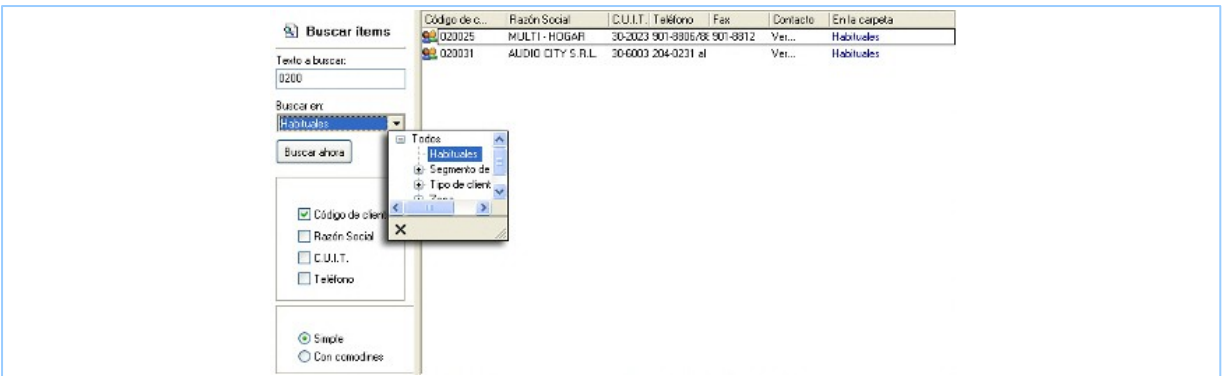 Buscar ítems
Texto a buscar:
0200
Buscar en:
Habituales
Buscar ahora
Todos
Habituales
Segmento de
Tipo de client
Zona
Código de client
Razón Social
C.U.I.T.
Teléfono
Simple
Con comodines
Código de c... Razón Social C.U.I.T. Teléfono Fax Contacto En la carpeta
020025 MULTI - HOGAR 30-2023 901-8806/88 901-8812 Ver... Habituales
020031 AUDIO CITY S.R.L. 30-6003 204-0231 al Ver... Habituales